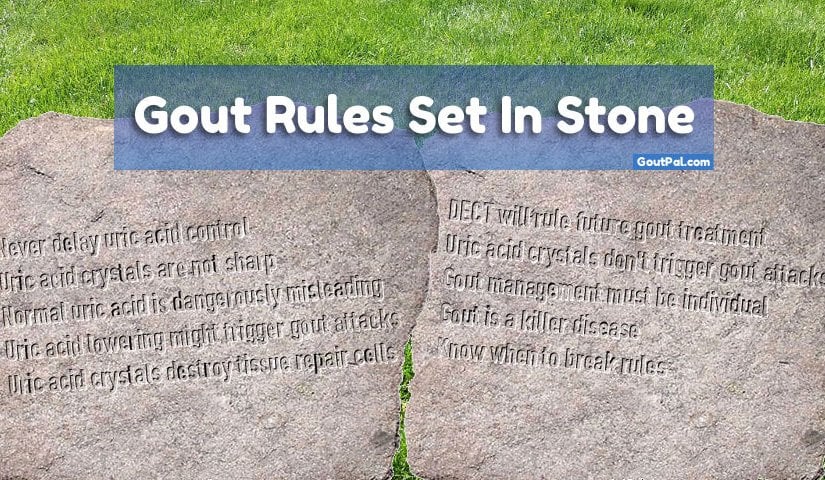 Gout Rules Set In Stone
GoutPal.com
Never delay uric acid control
Uric acid crystals are not sharp
Normal uric acid is dangerously misleading
Uric acid lowering might trigger gout attacks
Uric acid crystals destroy tissue repair cells
DECT will rule future gout treatment
Uric acid crystals don't trigger gout attacks
Gout management must be individual
Gout is a killer disease
Know when to break rules